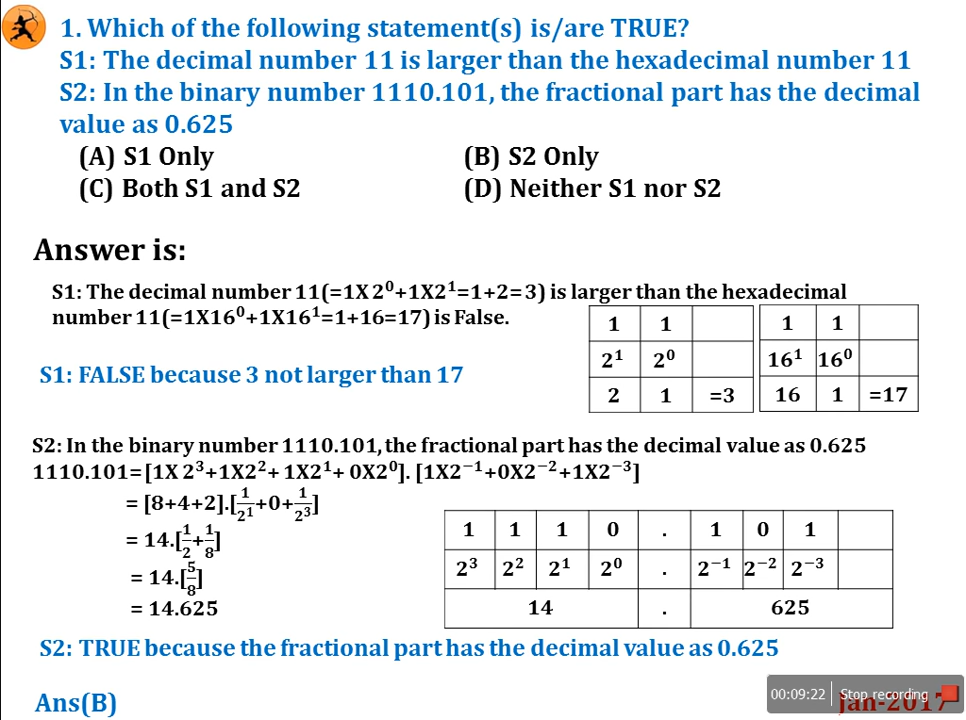 1. Which of the following statement(s) is/are TRUE?
S1: The decimal number 11 is larger than the hexadecimal number 11
S2: In the binary number 1110.101, the fractional part has the decimal
value as 0.625
(A) S1 Only (B) S2 Only
(C) Both S1 and S2 (D) Neither S1 nor S2
Answer is:
S1: The decimal number 11(=1X 2⁰+1X2¹=1+2=3) is larger than the hexadecimal
number 11(=1X16⁰+1X16¹=1+16=17) is False.
1 1
2¹ 2⁰
2 1 =3
1 1
16¹ 16⁰
16 1 =17
S1: FALSE because 3 not larger than 17
S2: In the binary number 1110.101, the fractional part has the decimal value as 0.625
1110.101= [1X 2³+1X2²+ 1X2¹+ 0X2⁰]. [1X2⁻¹+0X2⁻²+1X2⁻³]
= [8+4+2].[1/2¹+0+1/2³]
= 14.[1/2+1/8]
= 14.[5/8]
= 14.625
1 1 1 0 . 1 0 1
2³ 2² 2¹ 2⁰ . 2⁻¹ 2⁻² 2⁻³
14 . 625
S2: TRUE because the fractional part has the decimal value as 0.625
Ans(B)
Jan-2017
00:09:22 Stop recording